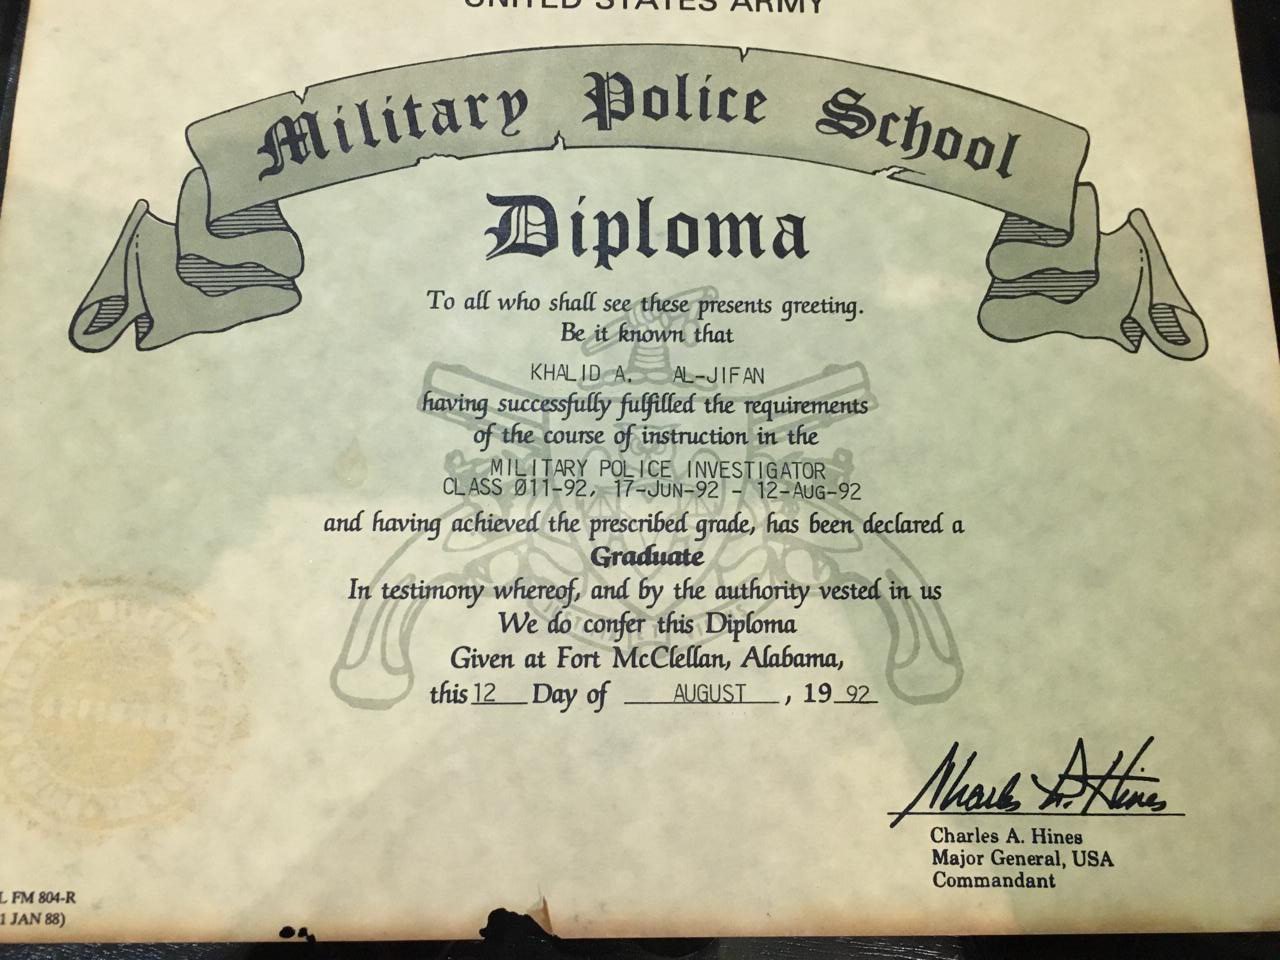 UNITED STATES ARMY
Military Police School
Diploma
To all who shall see these presents greeting.
Be it known that
KHALID A. AL-JIFAN
having successfully fulfilled the requirements
of the course of instruction in the
MILITARY POLICE INVESTIGATOR
CLASS Ø11-92, 17-JUN-92 - 12-AUG-92
and having achieved the prescribed grade, has been declared a
Graduate
In testimony whereof, and by the authority vested in us
We do confer this Diploma
Given at Fort McClellan, Alabama,
this 12 Day of AUGUST, 19 92
Charles A. Hines
Charles A. Hines
Major General, USA
Commandant
L FM 804-R
1 JAN 88)